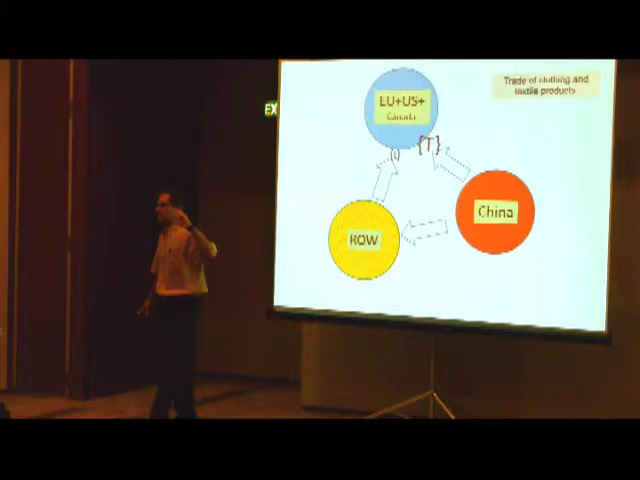 Trade of clothing and
textile products
EU+US+
Canada
{T}
China
ROW
EX